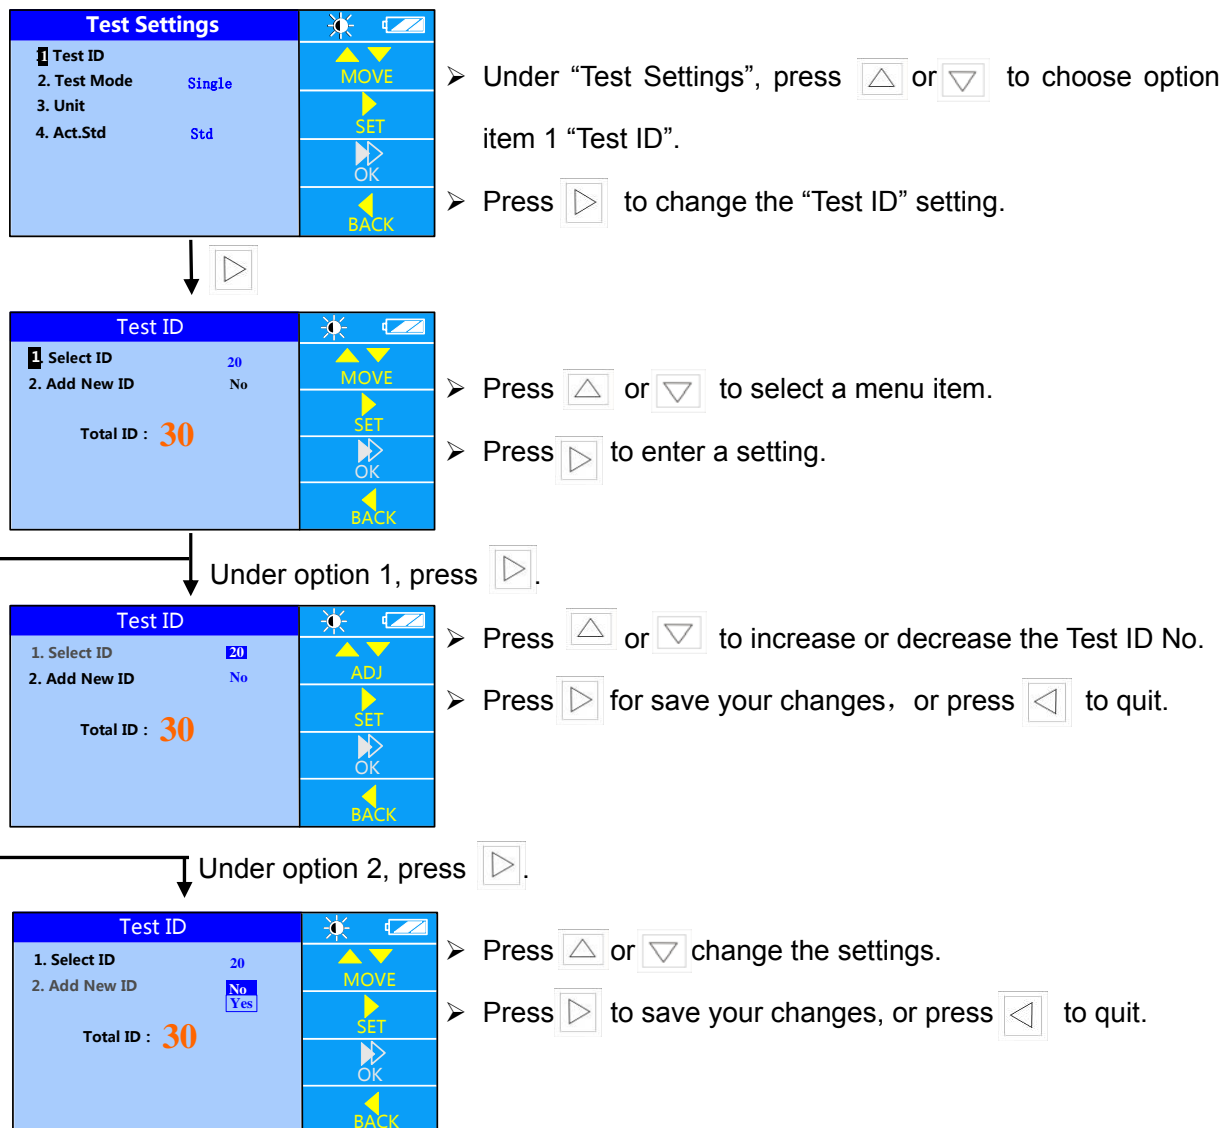 Test Settings
1 Test ID
2. Test Mode Single
3. Unit
4. Act.Std Std
MOVE
SET
OK
BACK
➢ Under “Test Settings”, press △ or ▽ to choose option
item 1 “Test ID”.
➢ Press ▷ to change the “Test ID” setting.
Test ID
1. Select ID 20
2. Add New ID No
Total ID : 30
MOVE
SET
OK
BACK
➢ Press △ or ▽ to select a menu item.
➢ Press ▷ to enter a setting.
Under option 1, press ▷.
Test ID
1. Select ID 20
2. Add New ID No
Total ID : 30
ADJ
SET
OK
BACK
➢ Press △ or ▽ to increase or decrease the Test ID No.
➢ Press ▷ for save your changes，or press ◁ to quit.
Under option 2, press ▷.
Test ID
1. Select ID 20
2. Add New ID No
Yes
Total ID : 30
MOVE
SET
OK
BACK
➢ Press △ or ▽ change the settings.
➢ Press ▷ to save your changes, or press ◁ to quit.